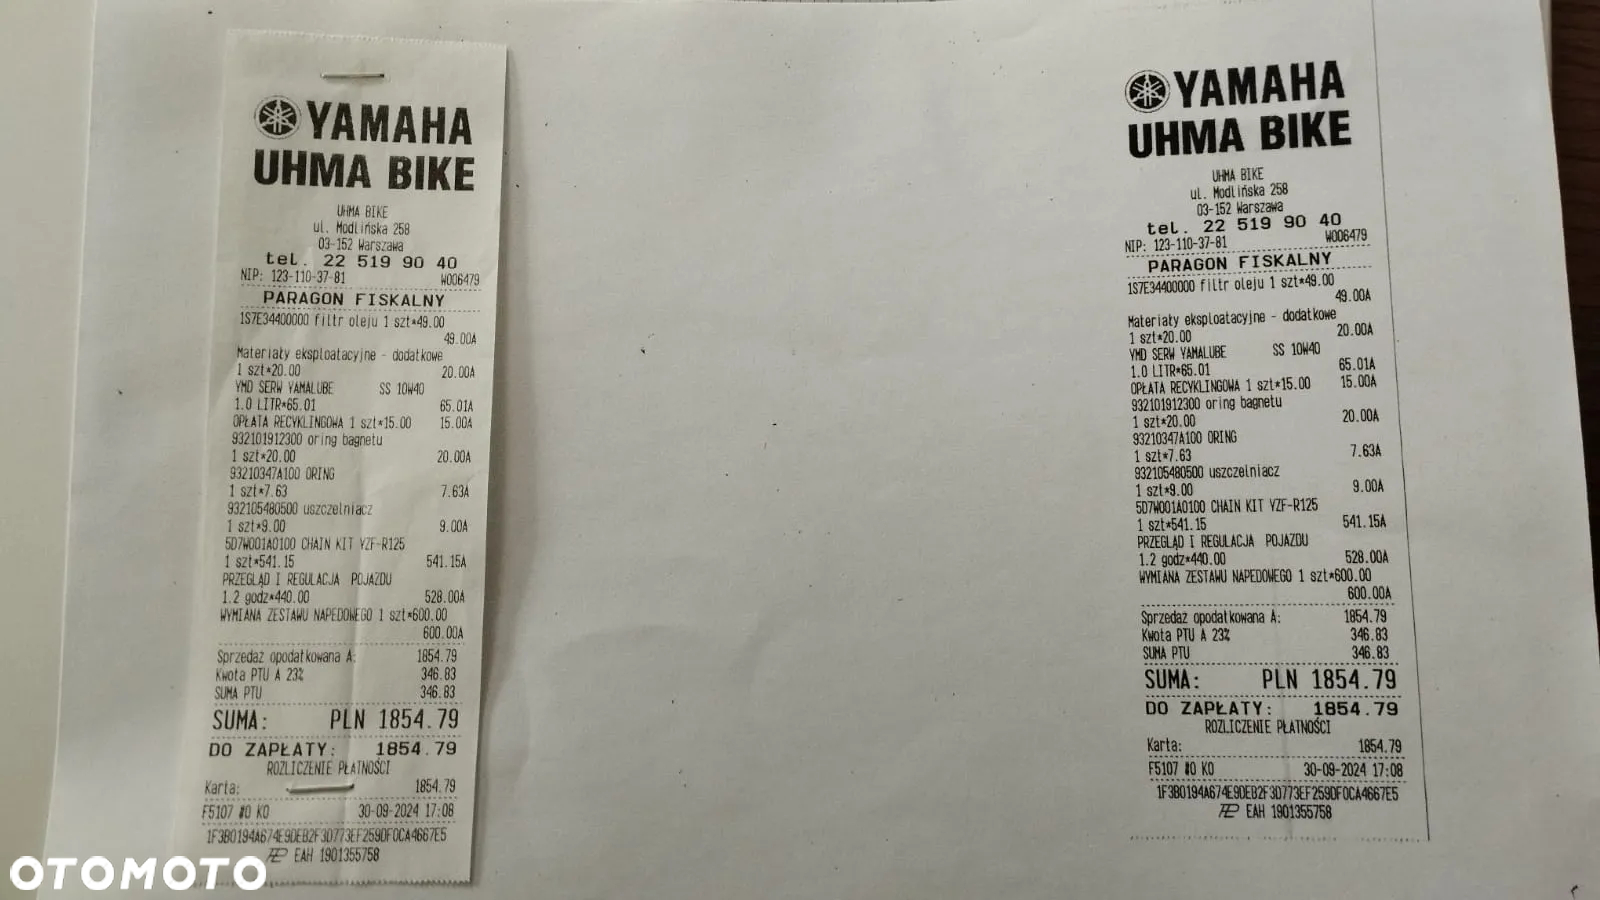 YAMAHA
UHMA BIKE
UHMA BIKE
ul. Modlińska 258
03-152 Warszawa
tel. 22 519 90 40
NIP: 123-110-37-81 W006479
PARAGON FISKALNY
1S7E34400000 filtr oleju 1 szt*49.00
49.00A
Materiały eksploatacyjne - dodatkowe
1 szt*20.00 20.00A
YMD SERW YAMALUBE SS 10W40
1.0 LITR*65.01 65.01A
OPŁATA RECYKLINGOWA 1 szt*15.00 15.00A
932101912300 oring bagnetu
1 szt*20.00 20.00A
93210347A100 ORING
1 szt*7.63 7.63A
932105480500 uszczelniacz
1 szt*9.00 9.00A
5D7W001A0100 CHAIN KIT YZF-R125
1 szt*541.15 541.15A
PRZEGLĄD I REGULACJA POJAZDU
1.2 godz*440.00 528.00A
WYMIANA ZESTAWU NAPEDOWEGO 1 szt*600.00
600.00A
Sprzedaż opodatkowana A: 1854.79
Kwota PTU A 23% 346.83
SUMA PTU 346.83
SUMA: PLN 1854.79
DO ZAPŁATY: 1854.79
ROZLICZENIE PŁATNOŚCI
Karta: 1854.79
F5107 #0 KO 30-09-2024 17:08
1F3B0194A674E9DEB2F3D773EF259DF0CA4667E5
EAH 1901355758
YAMAHA
UHMA BIKE
UHMA BIKE
ul. Modlińska 258
03-152 Warszawa
tel. 22 519 90 40
NIP: 123-110-37-81 W006479
PARAGON FISKALNY
1S7E34400000 filtr oleju 1 szt*49.00
49.00A
Materiały eksploatacyjne - dodatkowe
1 szt*20.00 20.00A
YMD SERW YAMALUBE SS 10W40
1.0 LITR*65.01 65.01A
OPŁATA RECYKLINGOWA 1 szt*15.00 15.00A
932101912300 oring bagnetu
1 szt*20.00 20.00A
93210347A100 ORING
1 szt*7.63 7.63A
932105480500 uszczelniacz
1 szt*9.00 9.00A
5D7W001A0100 CHAIN KIT YZF-R125
1 szt*541.15 541.15A
PRZEGLĄD I REGULACJA POJAZDU
1.2 godz*440.00 528.00A
WYMIANA ZESTAWU NAPEDOWEGO 1 szt*600.00
600.00A
Sprzedaż opodatkowana A: 1854.79
Kwota PTU A 23% 346.83
SUMA PTU 346.83
SUMA: PLN 1854.79
DO ZAPŁATY: 1854.79
ROZLICZENIE PŁATNOŚCI
Karta: 1854.79
F5107 #0 KO 30-09-2024 17:08
1F3B0194A674E9DEB2F3D773EF259DF0CA4667E5
EAH 1901355758
OTOMOTO